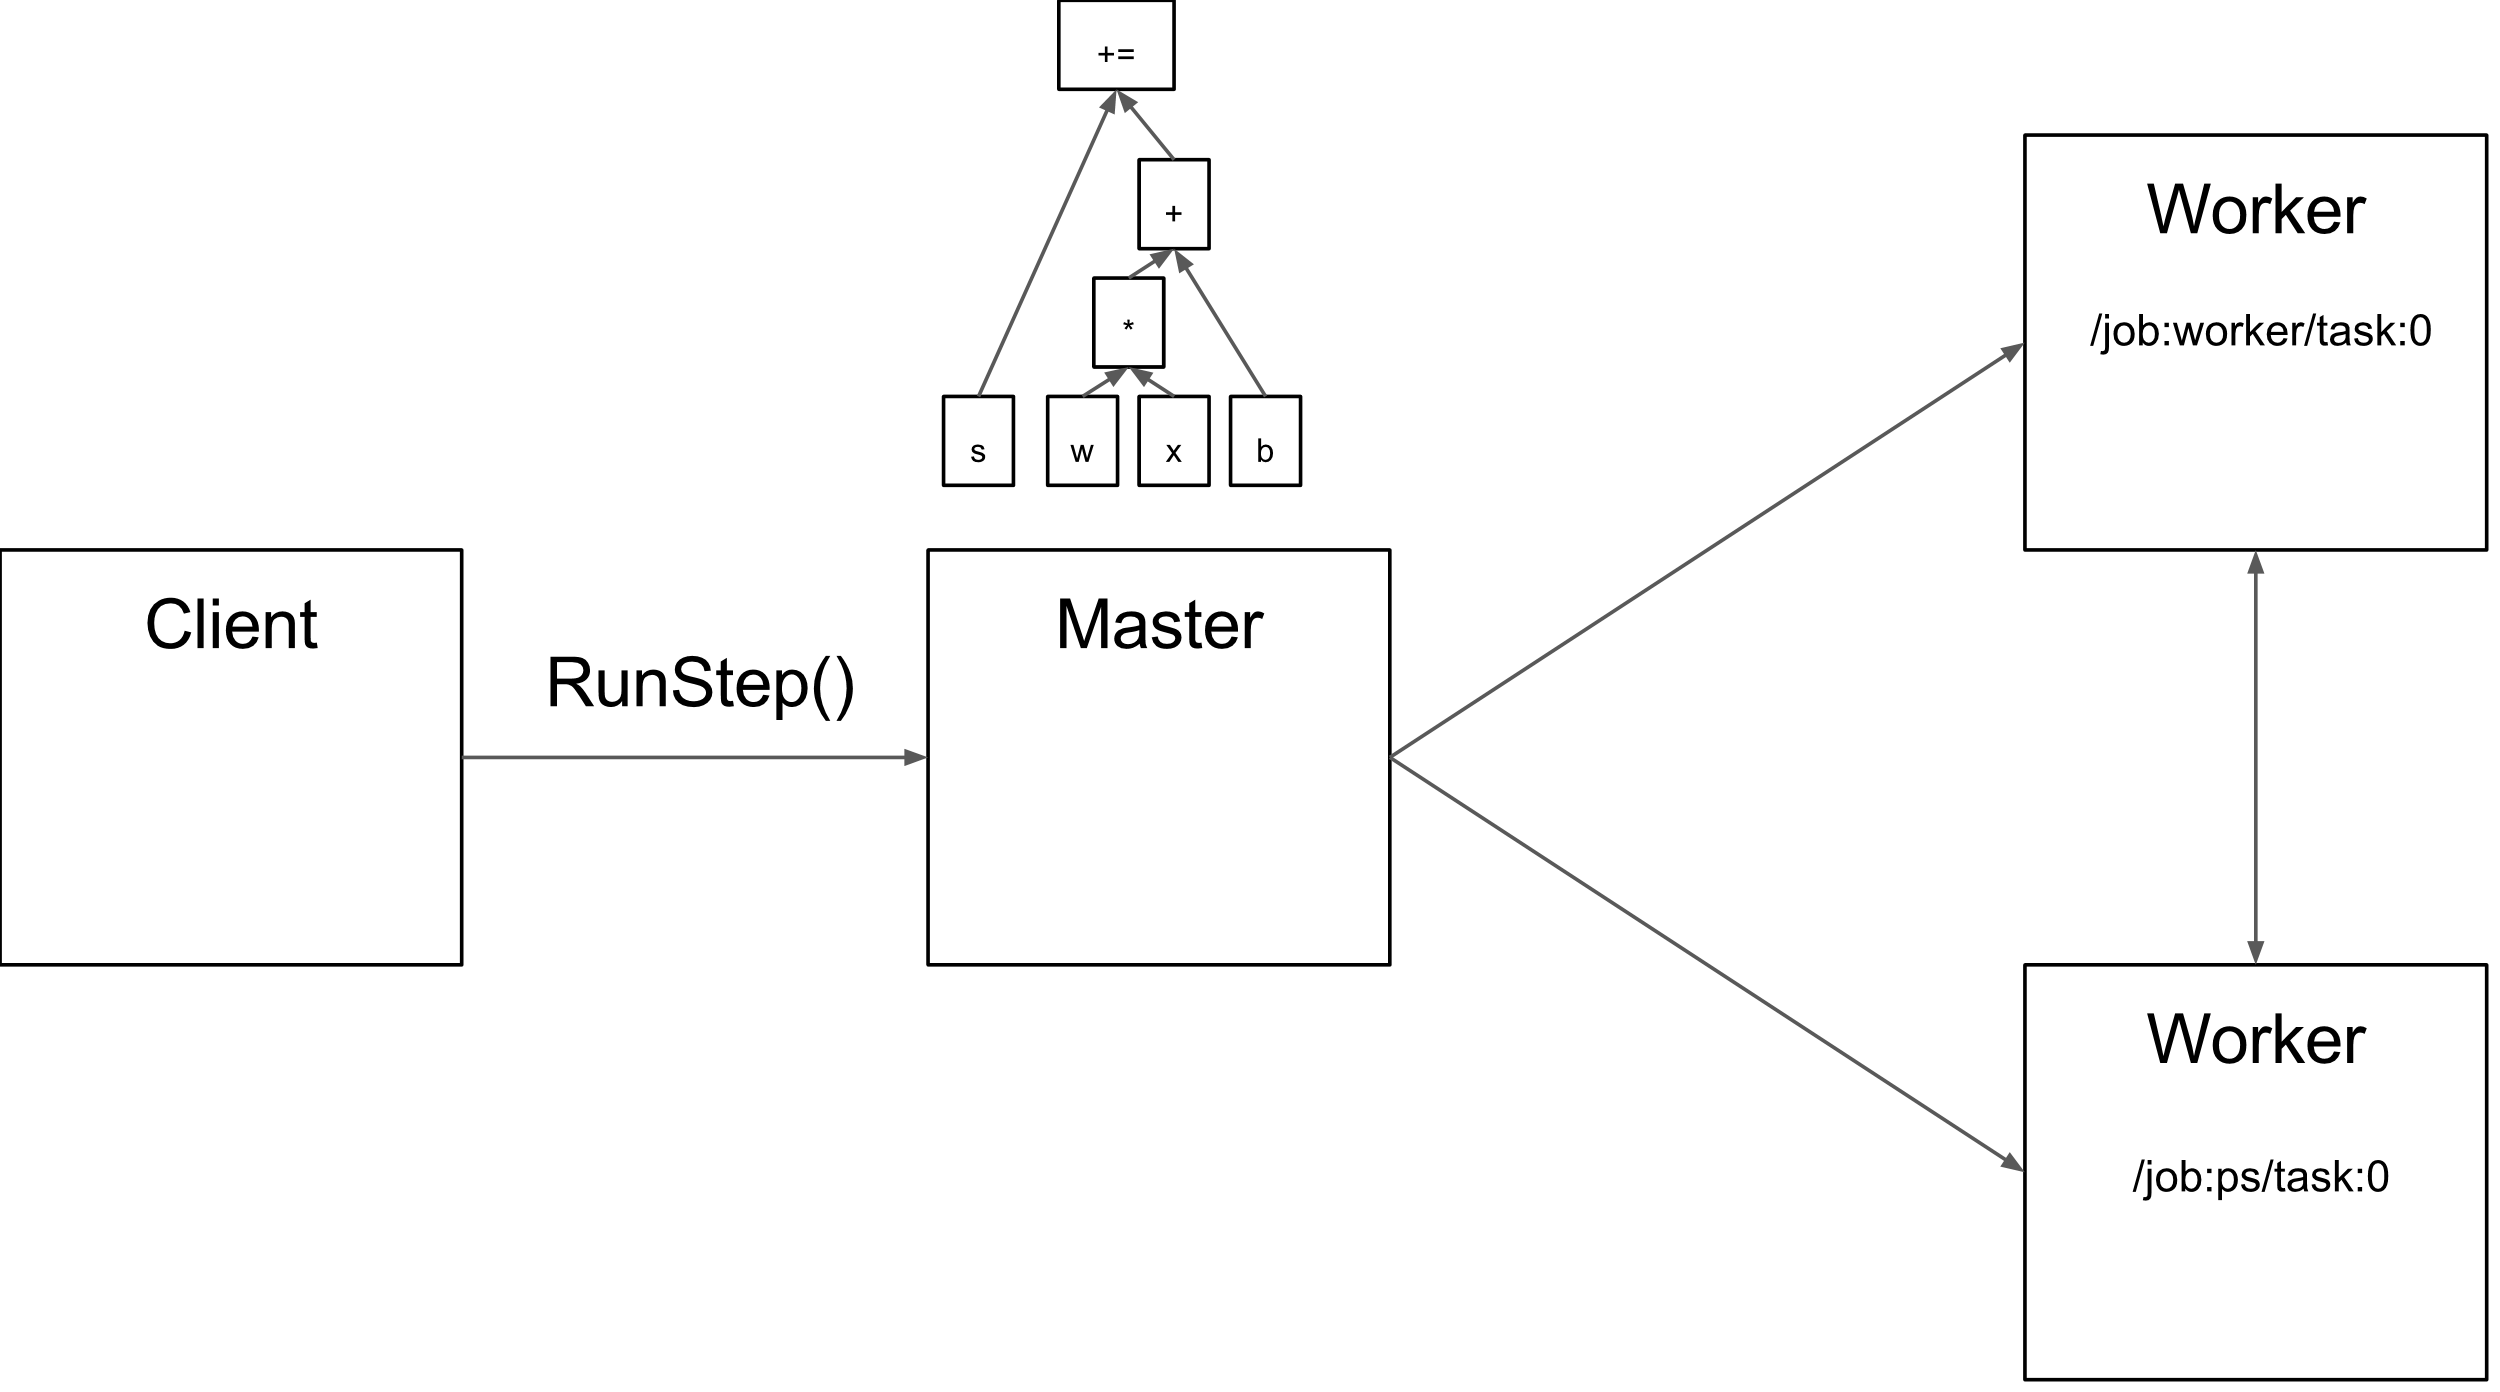 +=
+
*
s
w
x
b
Client
RunStep()
Master
Worker
/job:worker/task:0
Worker
/job:ps/task:0